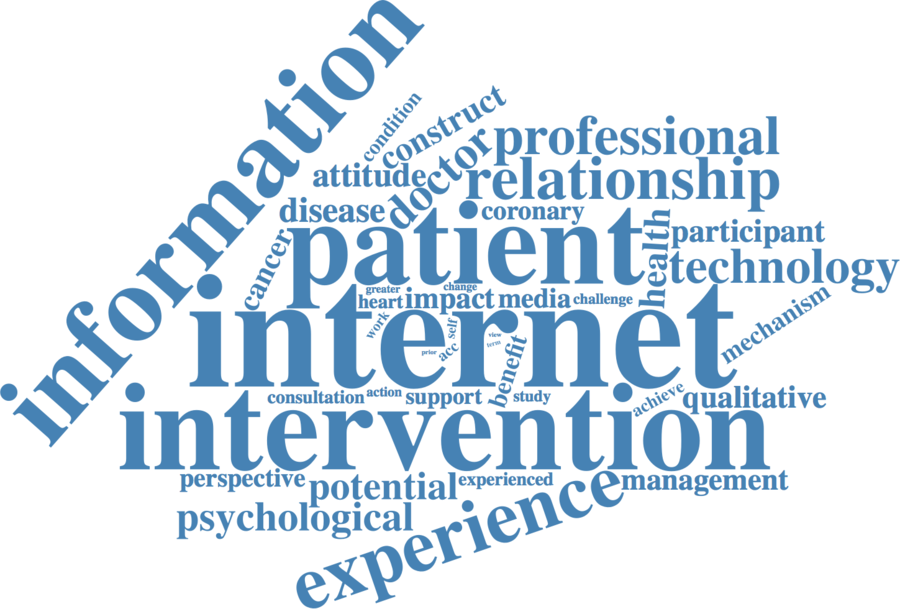 information
condition
construct
professional
attitude
doctor
relationship
disease
coronary
patient
health
participant
cancer
technology
greater
change
heart
impact
media
challenge
internet
work
self
view
term
prior
acc
benefit
mechanism
consultation
action
support
study
achieve
qualitative
intervention
perspective
potential
experienced
management
psychological
experience